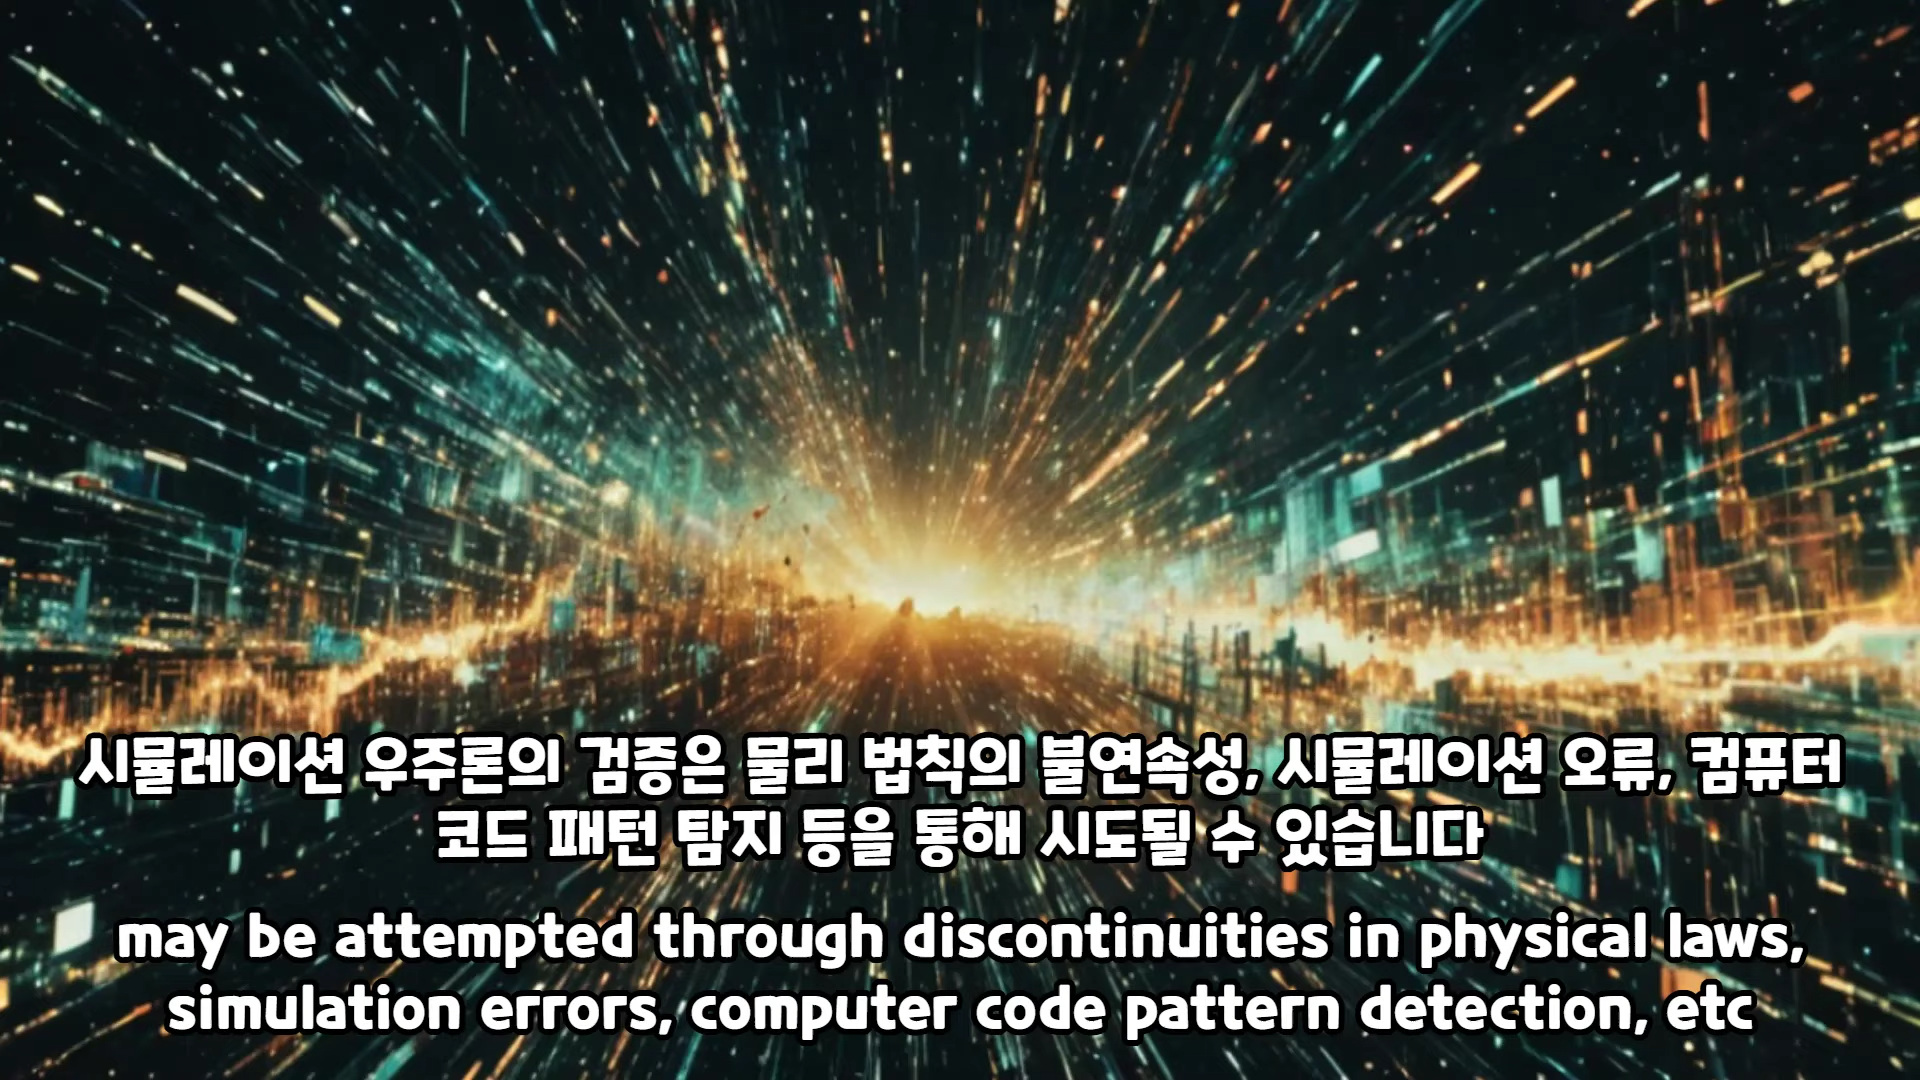 시뮬레이션 우주론의 검증은 물리 법칙의 불연속성, 시뮬레이션 오류, 컴퓨터
코드 패턴 탐지 등을 통해 시도될 수 있습니다
may be attempted through discontinuities in physical laws,
simulation errors, computer code pattern detection, etc